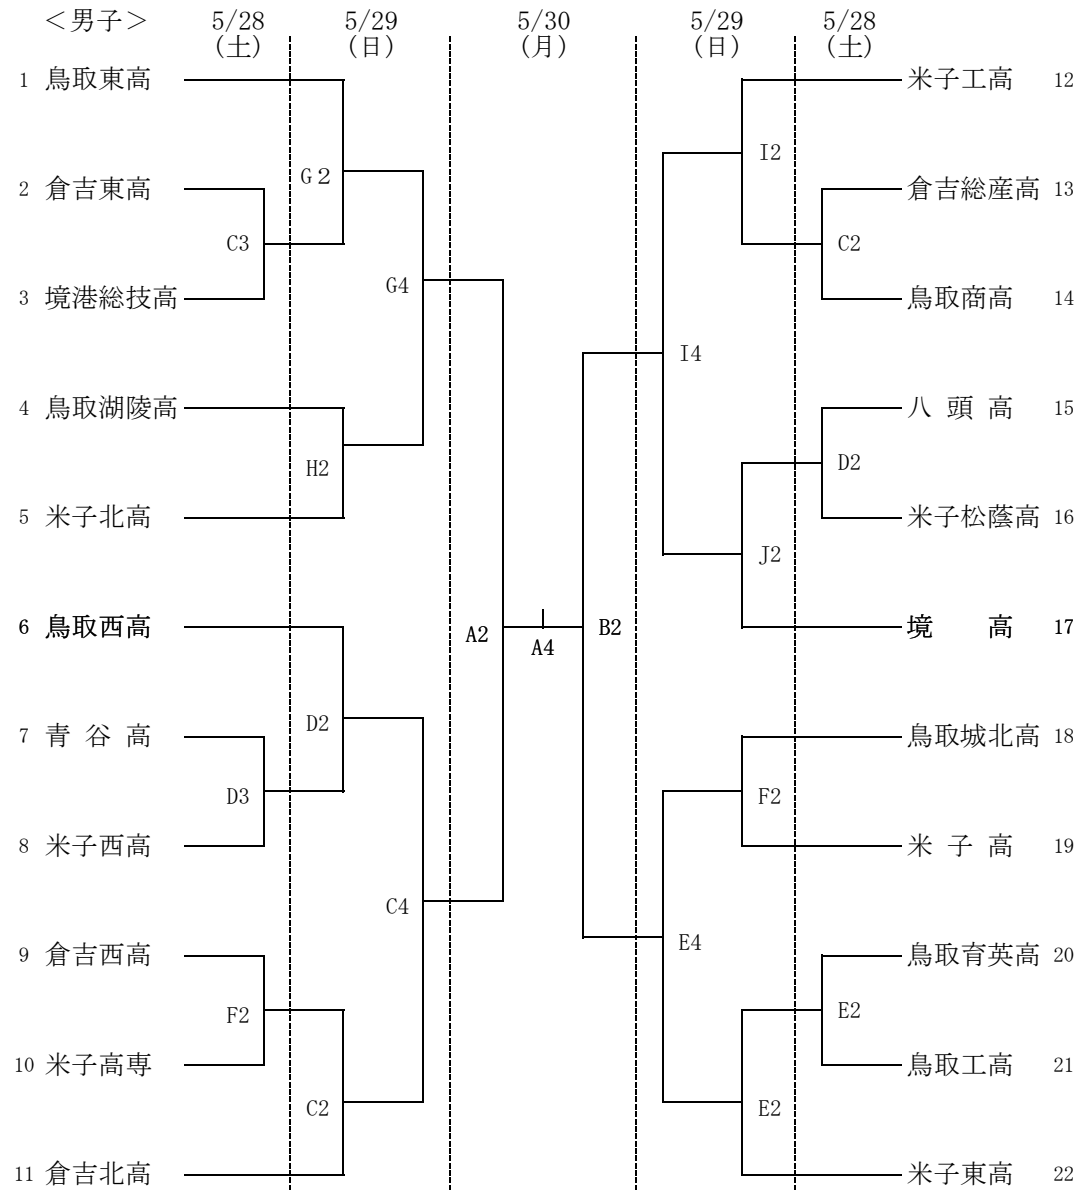 ＜男子＞ 5/28 5/29 5/30 5/29 5/28
(土) (日) (月) (日) (土)
1 鳥取東高 米子工高 12
I2
G２
2 倉吉東高 倉吉総産高 13
C3 C2
G4
3 境港総技高 鳥取商高 14
I4
4 鳥取湖陵高 八 頭 高 15
H2 D2
5 米子北高 米子松蔭高 16
J2
6 鳥取西高 A2 A4 B2 境 高 17
D2
7 青 谷 高 鳥取城北高 18
D3 F2
8 米子西高 米 子 高 19
C4
E4
9 倉吉西高 鳥取育英高 20
F2 E2
10 米子高専 鳥取工高 21
C2 E2
11 倉吉北高 米子東高 22